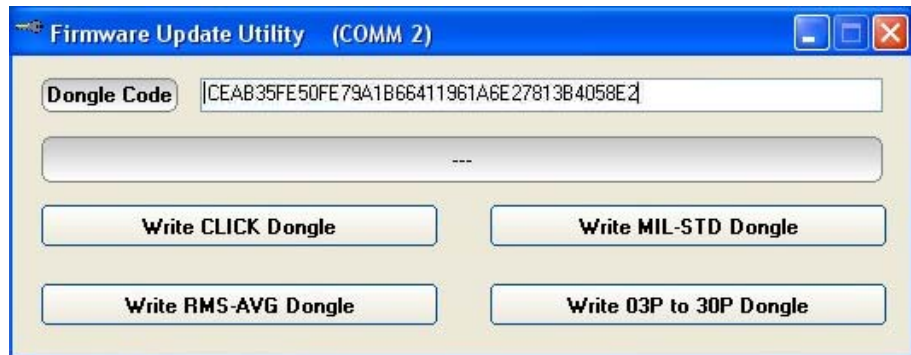 Firmware Update Utility (COMM 2)
Dongle Code CEAB35FE50FE79A1B66411961A6E27813B4058E2
---
Write CLICK Dongle Write MIL-STD Dongle
Write RMS-AVG Dongle Write 03P to 30P Dongle